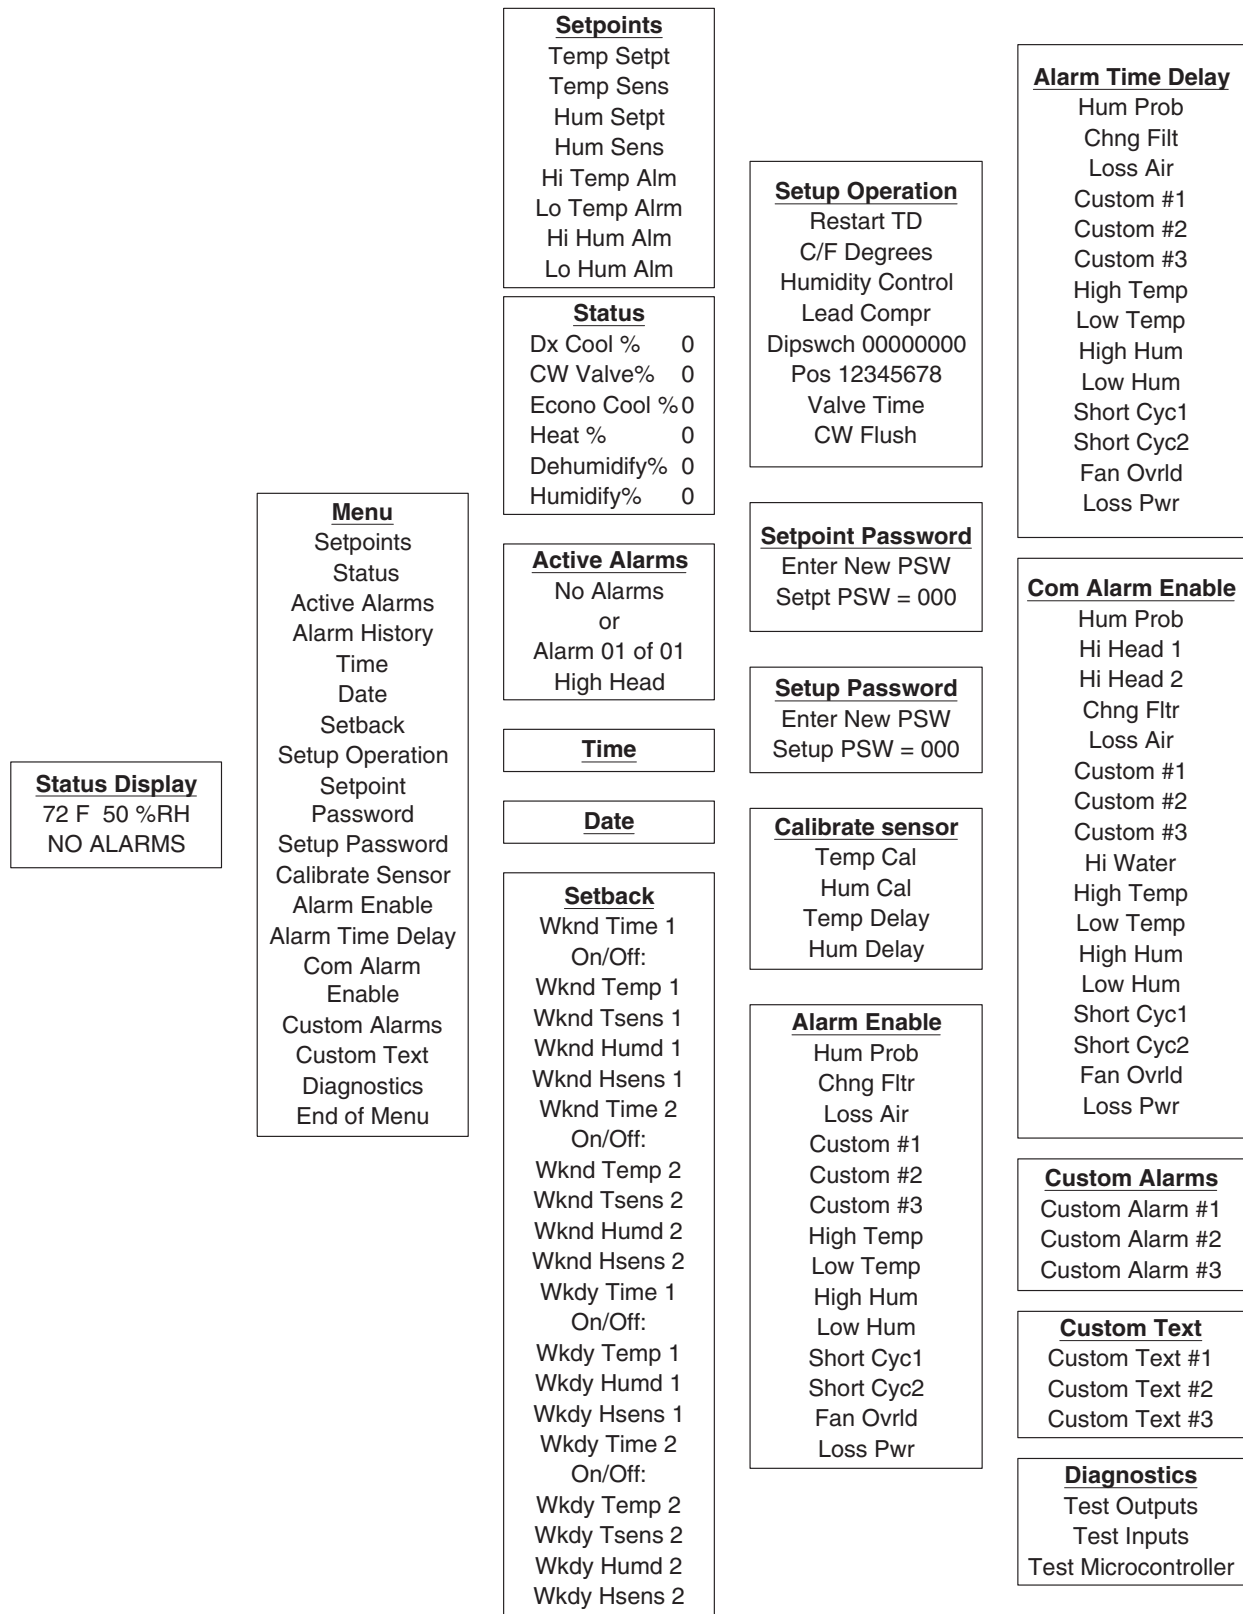 Status Display
72 F 50 %RH
NO ALARMS
Menu
Setpoints
Status
Active Alarms
Alarm History
Time
Date
Setback
Setup Operation
Setpoint
Password
Setup Password
Calibrate Sensor
Alarm Enable
Alarm Time Delay
Com Alarm
Enable
Custom Alarms
Custom Text
Diagnostics
End of Menu
Setpoints
Temp Setpt
Temp Sens
Hum Setpt
Hum Sens
Hi Temp Alm
Lo Temp Alrm
Hi Hum Alm
Lo Hum Alm
Status
Dx Cool % 0
CW Valve% 0
Econo Cool % 0
Heat % 0
Dehumidify% 0
Humidify% 0
Active Alarms
No Alarms
or
Alarm 01 of 01
High Head
Time
Date
Setback
Wknd Time 1
On/Off:
Wknd Temp 1
Wknd Tsens 1
Wknd Humd 1
Wknd Hsens 1
Wknd Time 2
On/Off:
Wknd Temp 2
Wknd Tsens 2
Wknd Humd 2
Wknd Hsens 2
Wkdy Time 1
On/Off:
Wkdy Temp 1
Wkdy Humd 1
Wkdy Hsens 1
Wkdy Time 2
On/Off:
Wkdy Temp 2
Wkdy Tsens 2
Wkdy Humd 2
Wkdy Hsens 2
Setup Operation
Restart TD
C/F Degrees
Humidity Control
Lead Compr
Dipswch 00000000
Pos 12345678
Valve Time
CW Flush
Setpoint Password
Enter New PSW
Setpt PSW = 000
Setup Password
Enter New PSW
Setup PSW = 000
Calibrate sensor
Temp Cal
Hum Cal
Temp Delay
Hum Delay
Alarm Enable
Hum Prob
Chng Fltr
Loss Air
Custom #1
Custom #2
Custom #3
High Temp
Low Temp
High Hum
Low Hum
Short Cyc1
Short Cyc2
Fan Ovrld
Loss Pwr
Alarm Time Delay
Hum Prob
Chng Filt
Loss Air
Custom #1
Custom #2
Custom #3
High Temp
Low Temp
High Hum
Low Hum
Short Cyc1
Short Cyc2
Fan Ovrld
Loss Pwr
Com Alarm Enable
Hum Prob
Hi Head 1
Hi Head 2
Chng Fltr
Loss Air
Custom #1
Custom #2
Custom #3
Hi Water
High Temp
Low Temp
High Hum
Low Hum
Short Cyc1
Short Cyc2
Fan Ovrld
Loss Pwr
Custom Alarms
Custom Alarm #1
Custom Alarm #2
Custom Alarm #3
Custom Text
Custom Text #1
Custom Text #2
Custom Text #3
Diagnostics
Test Outputs
Test Inputs
Test Microcontroller